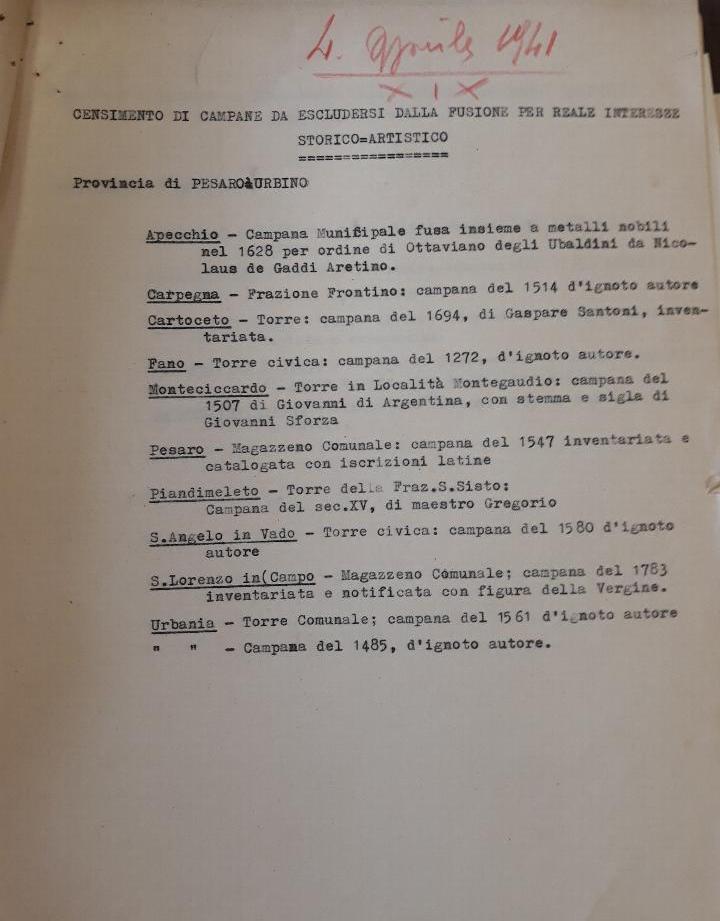 4. Aprile 1941
XIX
CENSIMENTO DI CAMPANE DA ESCLUDERSI DALLA FUSIONE PER REALE INTERESSE
STORICO=ARTISTICO
=================
Provincia di PESARO&URBINO
Apecchio - Campana Munifipale fusa insieme a metalli nobili
nel 1628 per ordine di Ottaviano degli Ubaldini da Nico-
laus de Gaddi Aretino.
Carpegna - Frazione Frontino: campana del 1514 d'ignoto autore
Cartoceto - Torre: campana del 1694, di Gaspare Santoni, inven-
tariata.
Fano - Torre civica: campana del 1272, d'ignoto autore.
Monteciccardo - Torre in Località Montegaudio: campana del
1507 di Giovanni di Argentina, con stemma e sigla di
Giovanni Sforza
Pesaro - Magazzeno Comunale: campana del 1547 inventariata e
catalogata con iscrizioni latine
Piandimeleto - Torre della Fraz.S.Sisto:
Campana del sec.XV, di maestro Gregorio
S.Angelo in Vado - Torre civica: campana del 1580 d'ignoto
autore
S.Lorenzo in(Campo - Magazzeno Comunale; campana del 1783
inventariata e notificata con figura della Vergine.
Urbania - Torre Comunale; campana del 1561 d'ignoto autore
" " - Campana del 1485, d'ignoto autore.